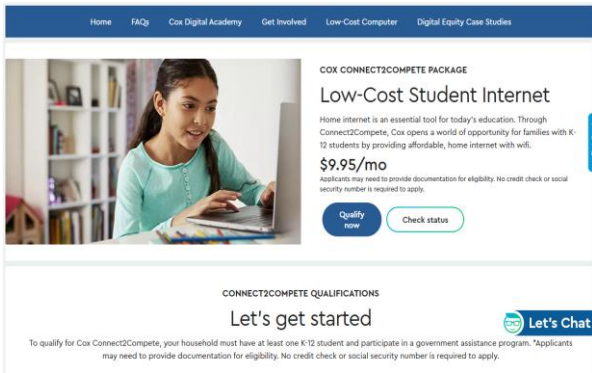 Home FAQs Cox Digital Academy Get Involved Low-Cost Computer Digital Equity Case Studies
COX CONNECT2COMPETE PACKAGE
Low-Cost Student Internet
Home internet is an essential tool for today's education. Through
Connect2Compete, Cox opens a world of opportunity for families with K-
12 students by providing affordable, home internet with wifi.
$9.95/mo
Applicants may need to provide documentation for eligibility. No credit check or social
security number is required to apply.
Qualify
now
Check status
CONNECT2COMPETE QUALIFICATIONS
Let's get started
Let's Chat
To qualify for Cox Connect2Compete, your household must have at least one K-12 student and participate in a government assistance program. *Applicants
may need to provide documentation for eligibility. No credit check or social security number is required to apply.